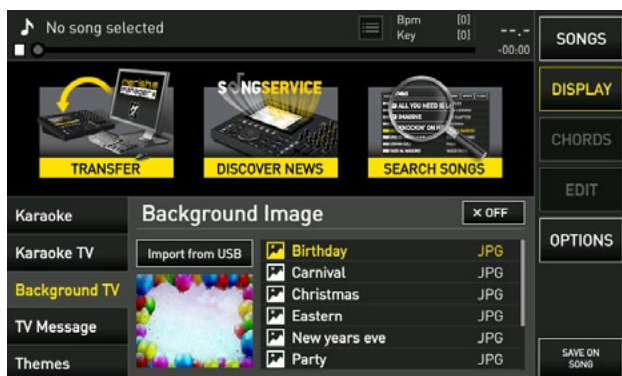 No song selected
Bpm [0]
Key [0]
--.-
-00:00
SONGS
DISPLAY
CHORDS
EDIT
OPTIONS
SAVE ON
SONG
SONGSERVICE
TRANSFER
DISCOVER NEWS
SEARCH SONGS
Karaoke
Karaoke TV
Background TV
TV Message
Themes
Background Image
× OFF
Import from USB
Birthday JPG
Carnival JPG
Christmas JPG
Eastern JPG
New years eve JPG
Party JPG